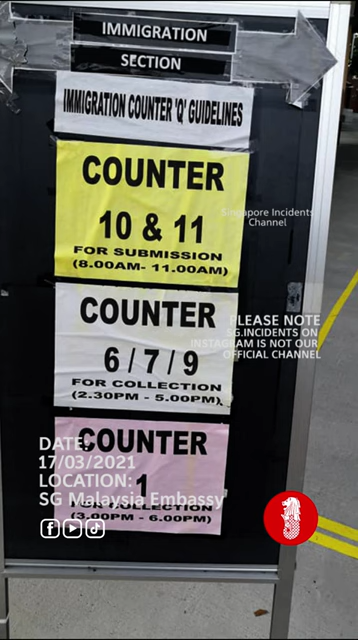 IMMIGRATION
SECTION
IMMIGRATION COUNTER 'Q' GUIDELINES
COUNTER
10 & 11
FOR SUBMISSION
(8.00AM- 11.00AM)
Singapore Incidents
Channel
COUNTER
6 / 7 / 9
FOR COLLECTION
(2.30PM - 5.00PM)
PLEASE NOTE
SG.INCIDENTS ON
INSTAGRAM IS NOT OUR
OFFICIAL CHANNEL
COUNTER
1
FOR COLLECTION
(3.00PM - 6.00PM)
DATE:
17/03/2021
LOCATION:
SG Malaysia Embassy